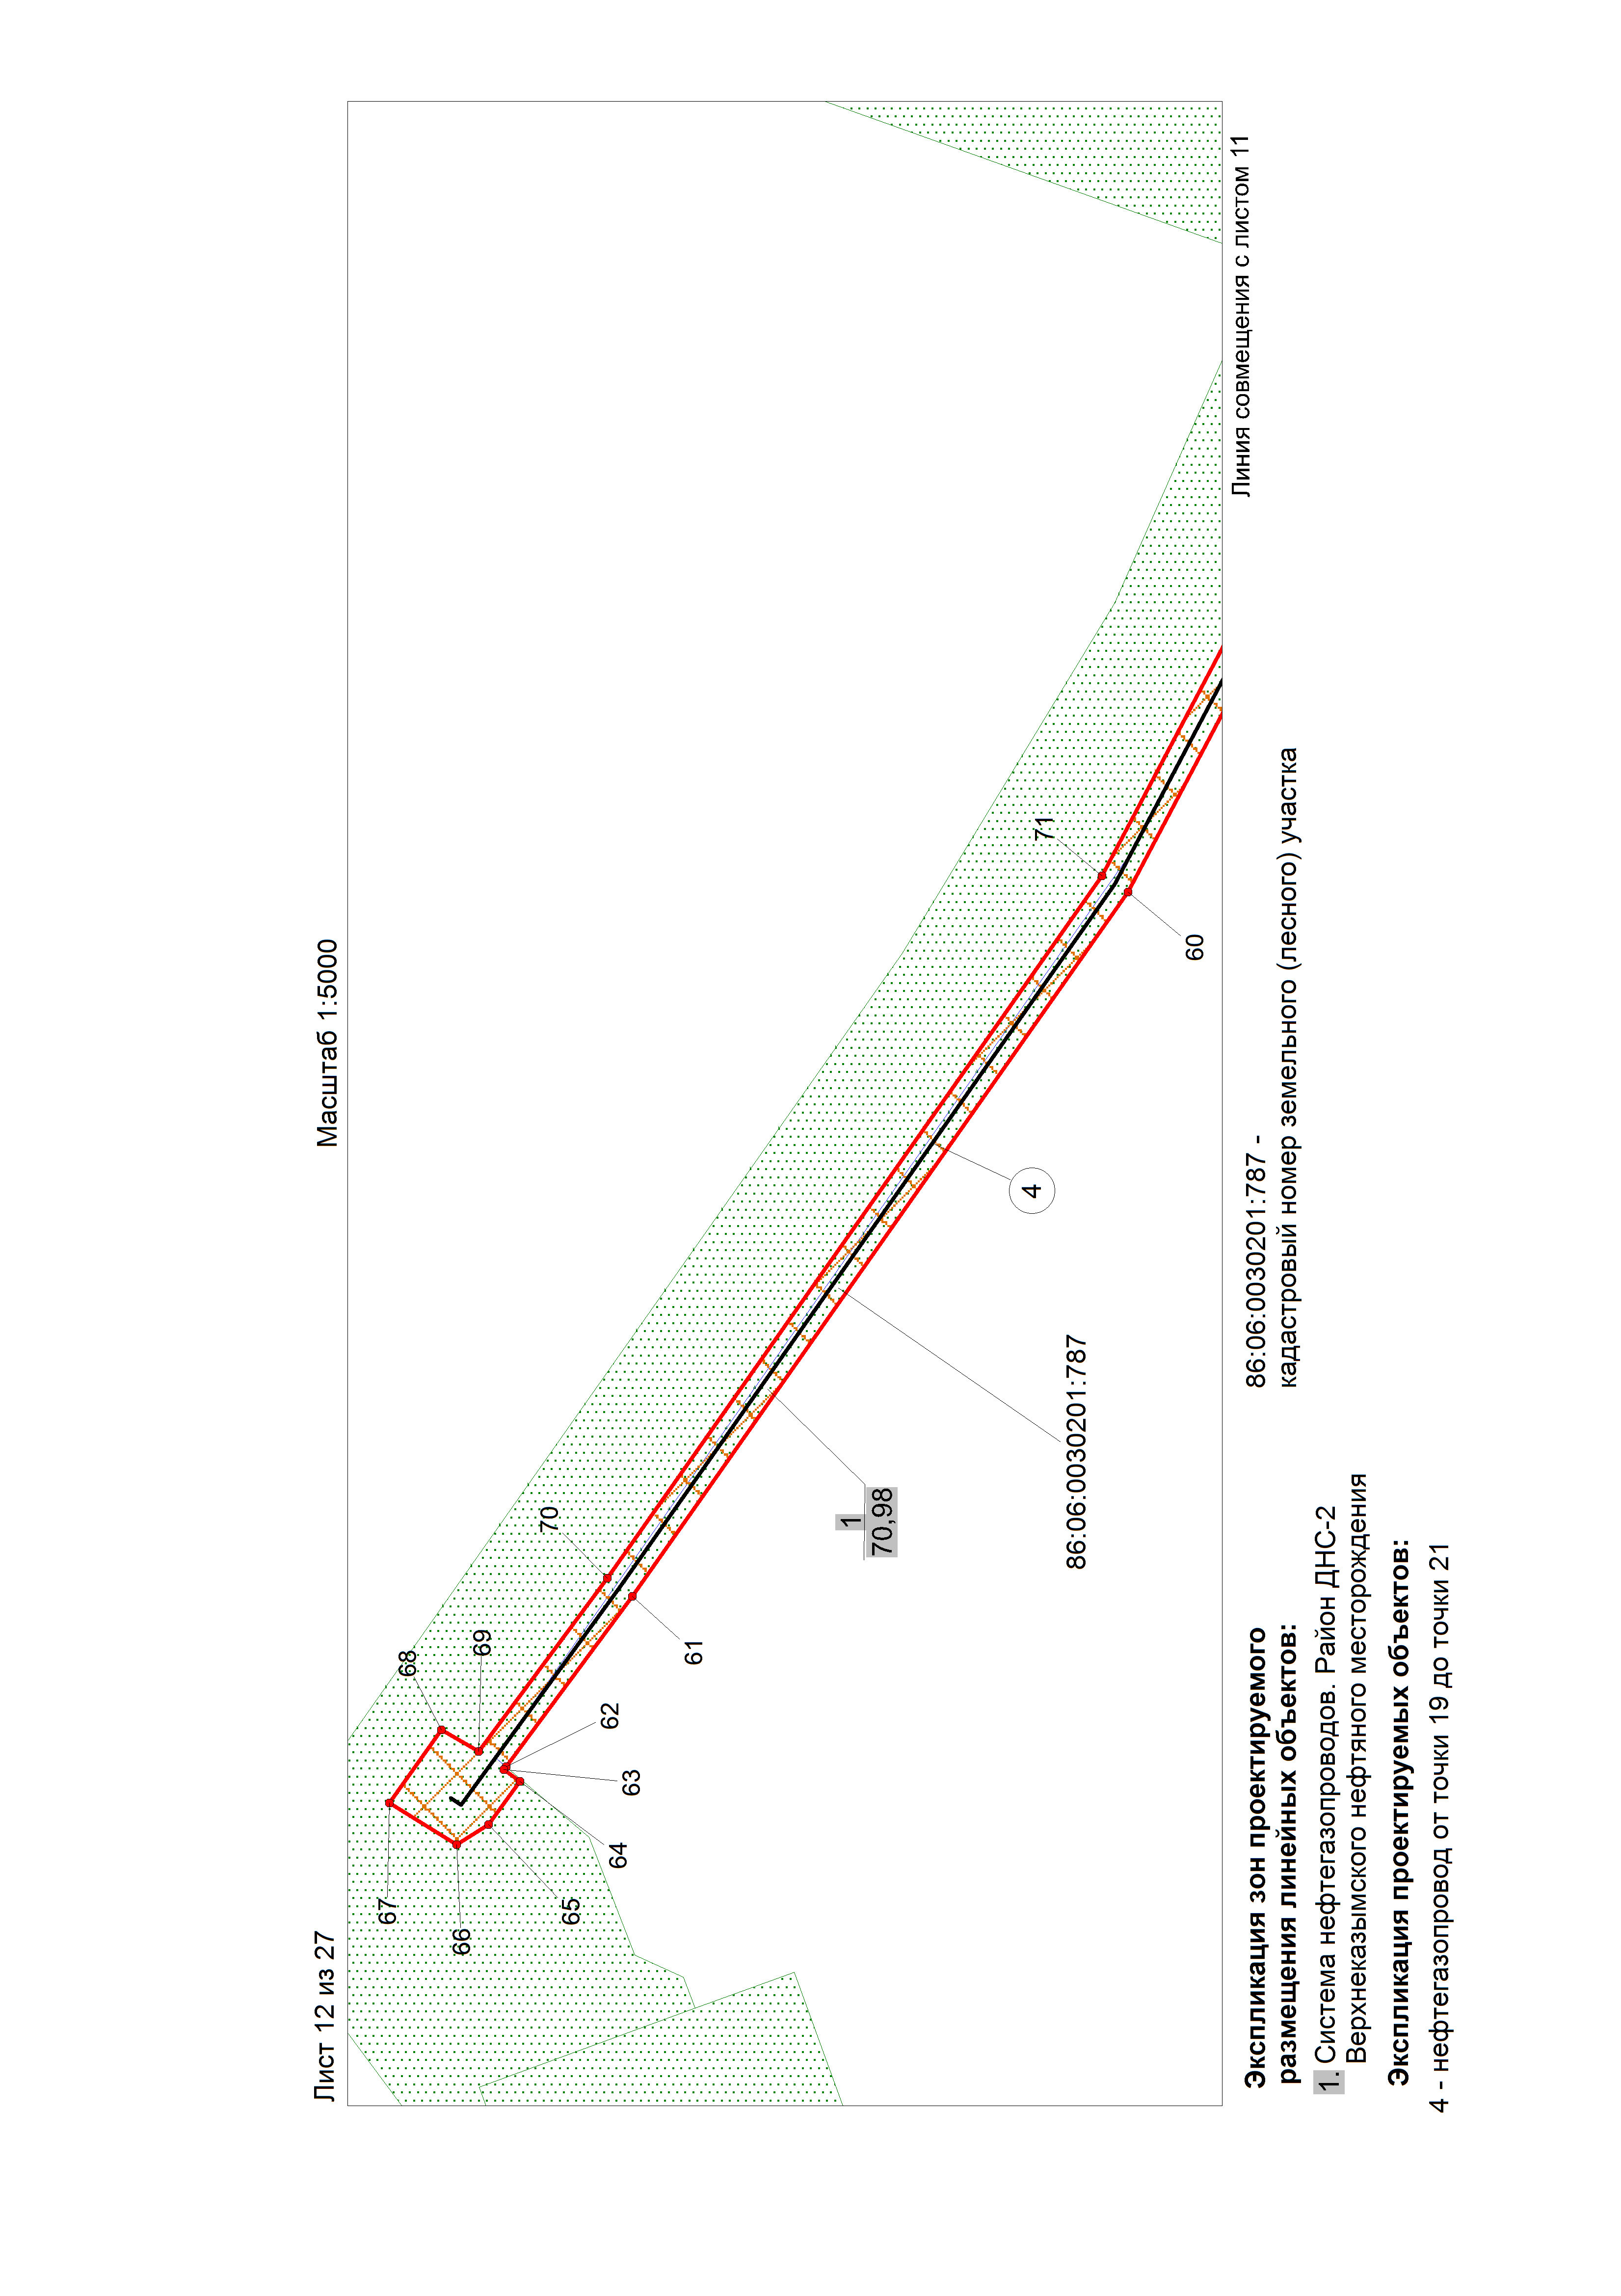 Лист 12 из 27
Масштаб 1:5000
67
68
66
69
70
65
64
63
62
61
1
70,98
4
71
60
86:06:0030201:787
Линия совмещения с листом 11
Экспликация зон проектируемого
размещения линейных объектов:
1. Система нефтегазопроводов. Район ДНС-2
Верхнеказымского нефтяного месторождения
Экспликация проектируемых объектов:
4 - нефтегазопровод от точки 19 до точки 21
86:06:0030201:787 -
кадастровый номер земельного (лесного) участка